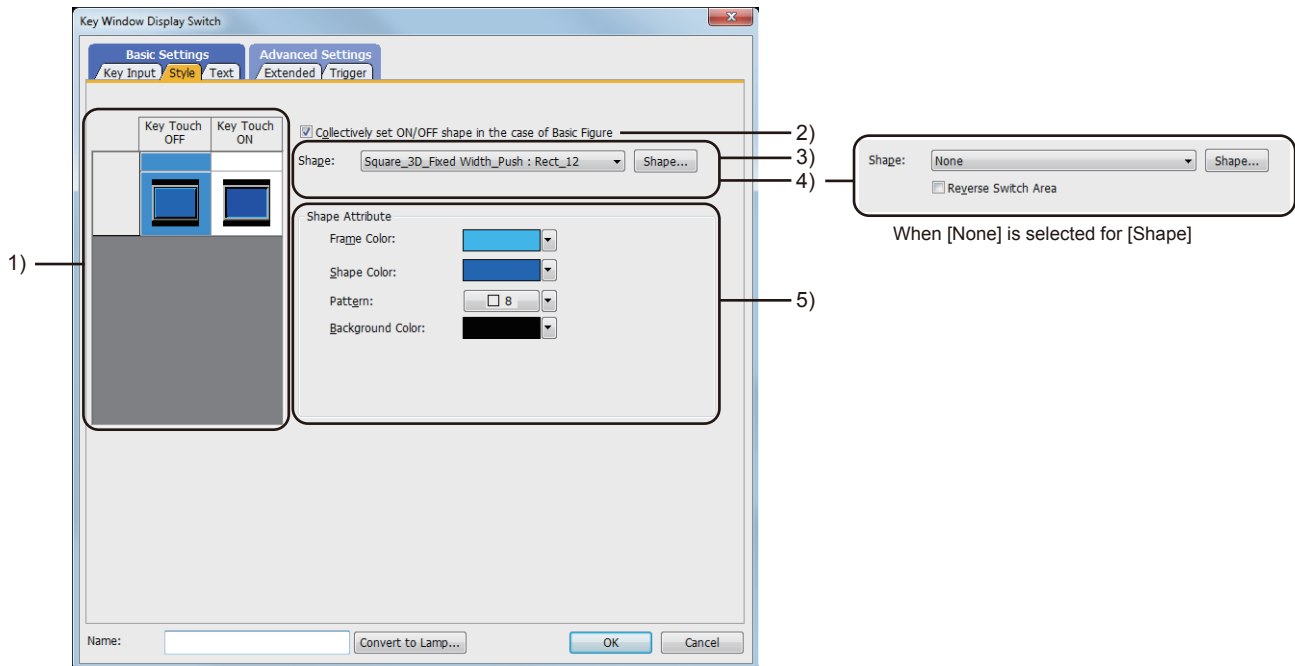 Key Window Display Switch
Basic Settings
Advanced Settings
Key Input
Style
Text
Extended
Trigger
Key Touch OFF
Key Touch ON
Collectively set ON/OFF shape in the case of Basic Figure
Shape: Square_3D_Fixed Width_Push : Rect_12 Shape...
Shape Attribute
Frame Color:
Shape Color:
Pattern: 8
Background Color:
Name: Convert to Lamp... OK Cancel
1)
2)
3)
4)
5)
Shape: None Shape...
Reverse Switch Area
When [None] is selected for [Shape]